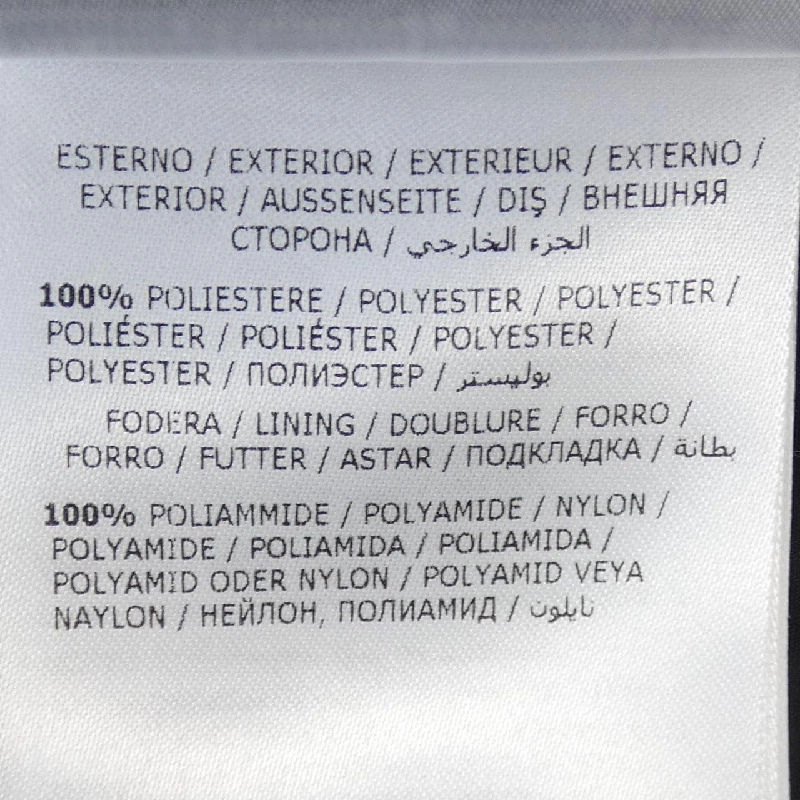 ESTERNO / EXTERIOR / EXTERIEUR / EXTERNO /
EXTERIOR / AUSSENSEITE / DIŞ / ВНЕШНЯЯ
СТОРОНА / الجزء الخارجي
100% POLIESTERE / POLYESTER / POLYESTER /
POLIÉSTER / POLIÉSTER / POLYESTER /
POLYESTER / ПОЛИЭСТЕР / بوليستر
FODERA / LINING / DOUBLURE / FORRO /
FORRO / FUTTER / ASTAR / ПОДКЛАДКА / بطانة
100% POLIAMMIDE / POLYAMIDE / NYLON /
POLYAMIDE / POLIAMIDA / POLIAMIDA /
POLYAMID ODER NYLON / POLYAMID VEYA
NAYLON / НЕЙЛОН, ПОЛИАМИД / نايلون